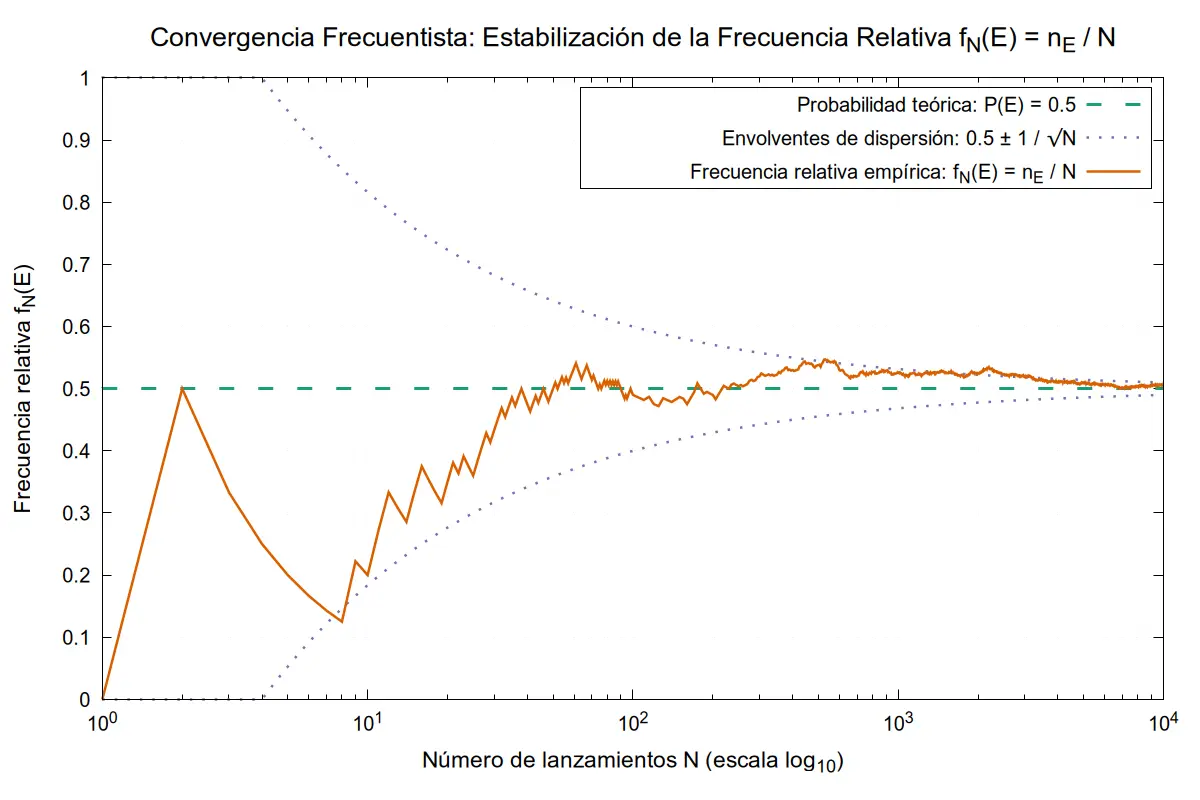 Convergencia Frecuentista: Estabilización de la Frecuencia Relativa f_N(E) = n_E / N
Probabilidad teórica: P(E) = 0.5
Envolventes de dispersión: 0.5 ± 1 / √N
Frecuencia relativa empírica: f_N(E) = n_E / N
Frecuencia relativa f_N(E)
1
0.9
0.8
0.7
0.6
0.5
0.4
0.3
0.2
0.1
0
10^0 10^1 10^2 10^3 10^4
Número de lanzamientos N (escala log_10)